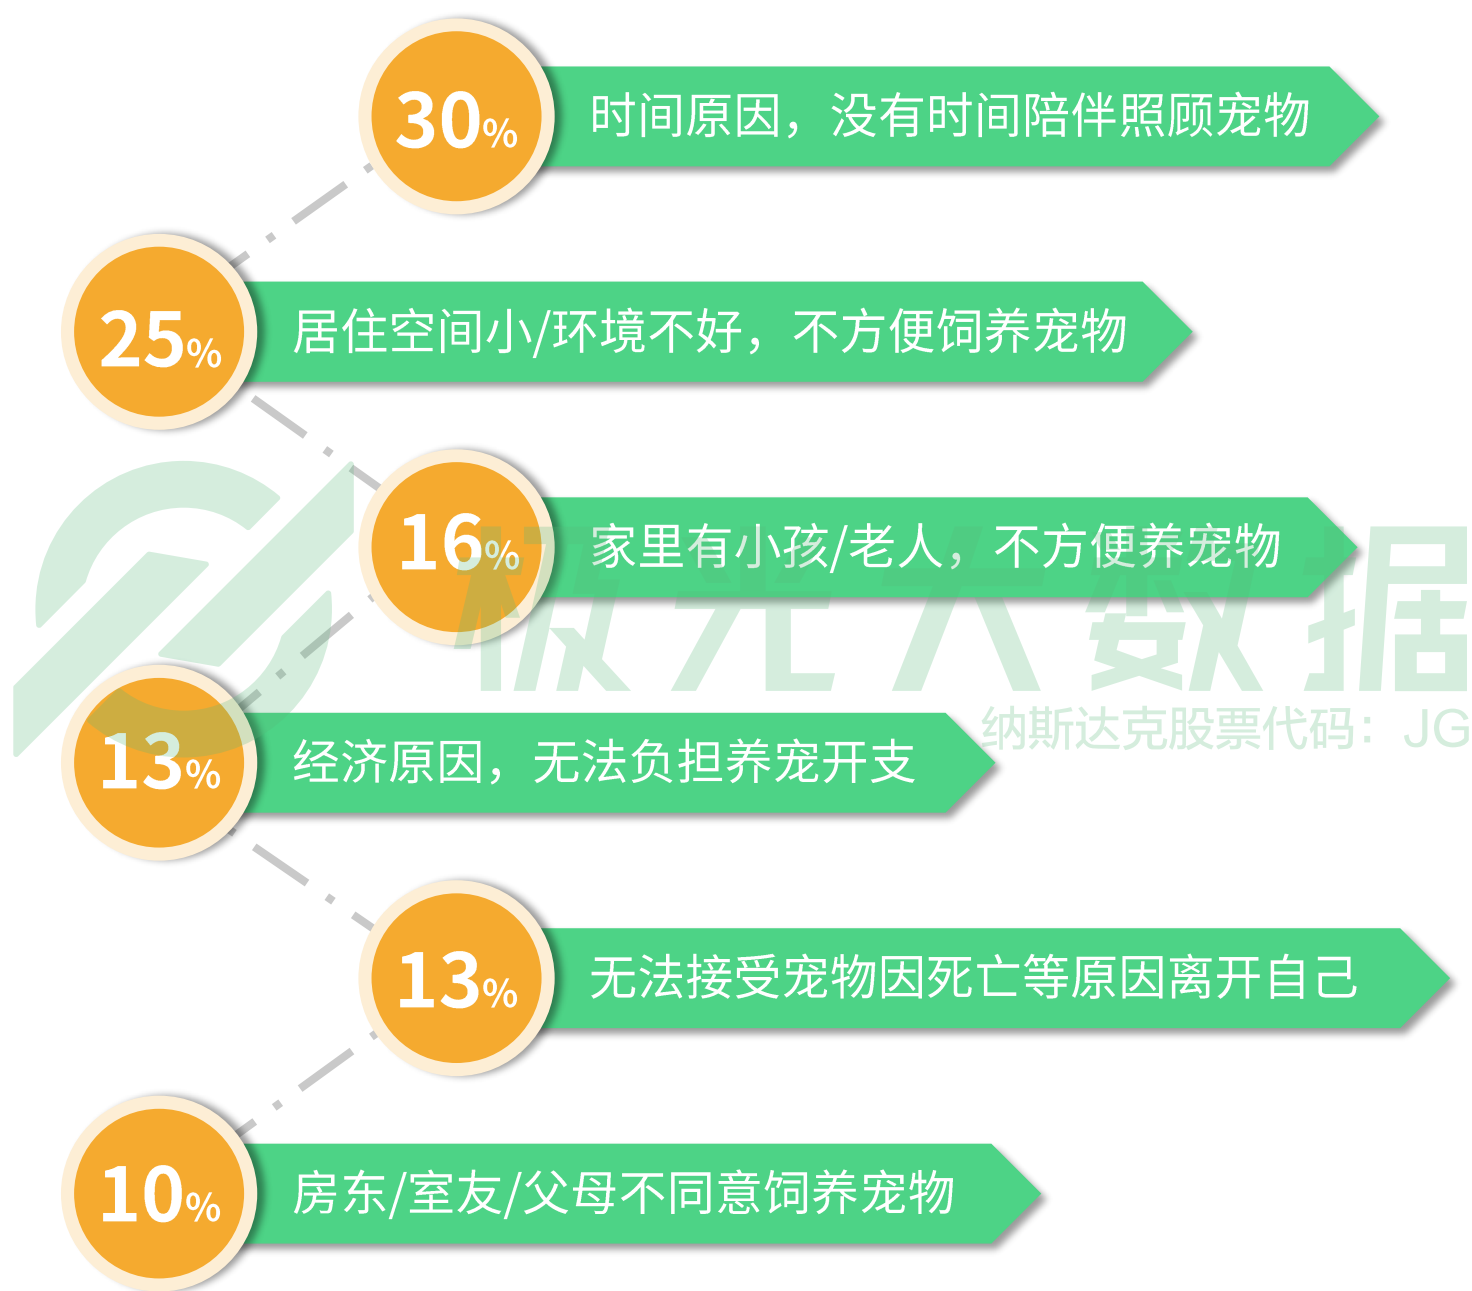 30%
时间原因，没有时间陪伴照顾宠物
25%
居住空间小/环境不好，不方便饲养宠物
16%
家里有小孩/老人，不方便养宠物
极光大数据
纳斯达克股票代码：JG
13%
经济原因，无法负担养宠开支
13%
无法接受宠物因死亡等原因离开自己
10%
房东/室友/父母不同意饲养宠物